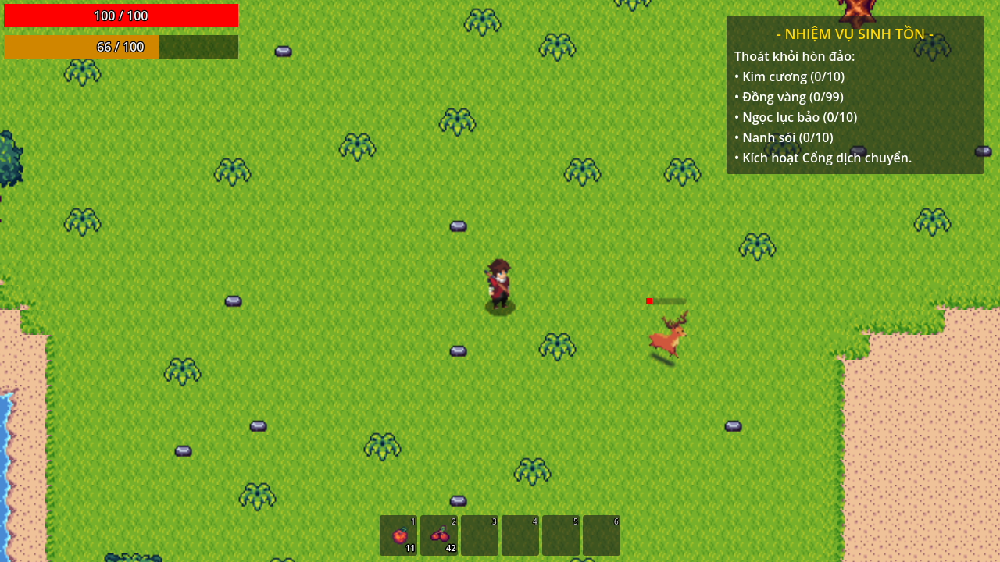 100 / 100
66 / 100
- NHIỆM VỤ SINH TỒN -
Thoát khỏi hòn đảo:
• Kim cương (0/10)
• Đồng vàng (0/99)
• Ngọc lục bảo (0/10)
• Nanh sói (0/10)
• Kích hoạt Cổng dịch chuyển.
1 2 3 4 5 6
11 42